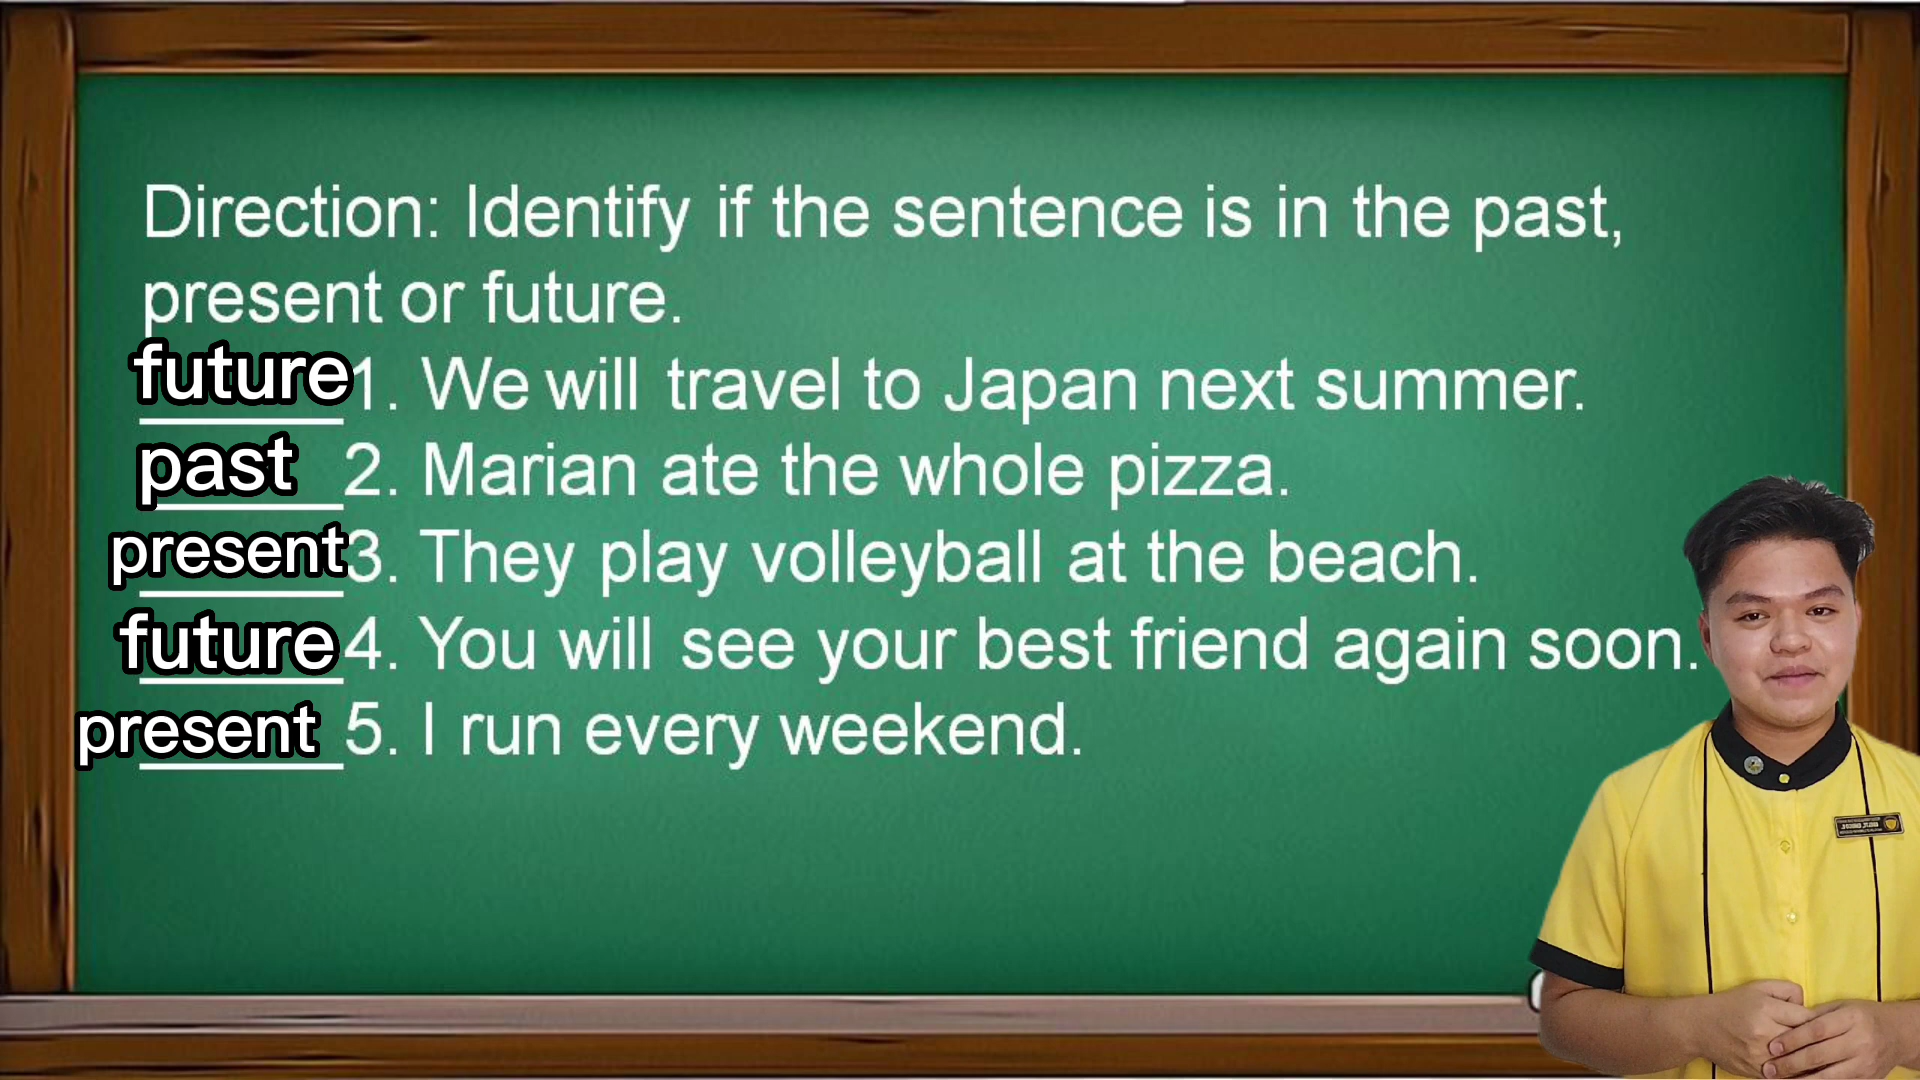 Direction: Identify if the sentence is in the past,
present or future.
future 1. We will travel to Japan next summer.
past 2. Marian ate the whole pizza.
present 3. They play volleyball at the beach.
future 4. You will see your best friend again soon.
present 5. I run every weekend.